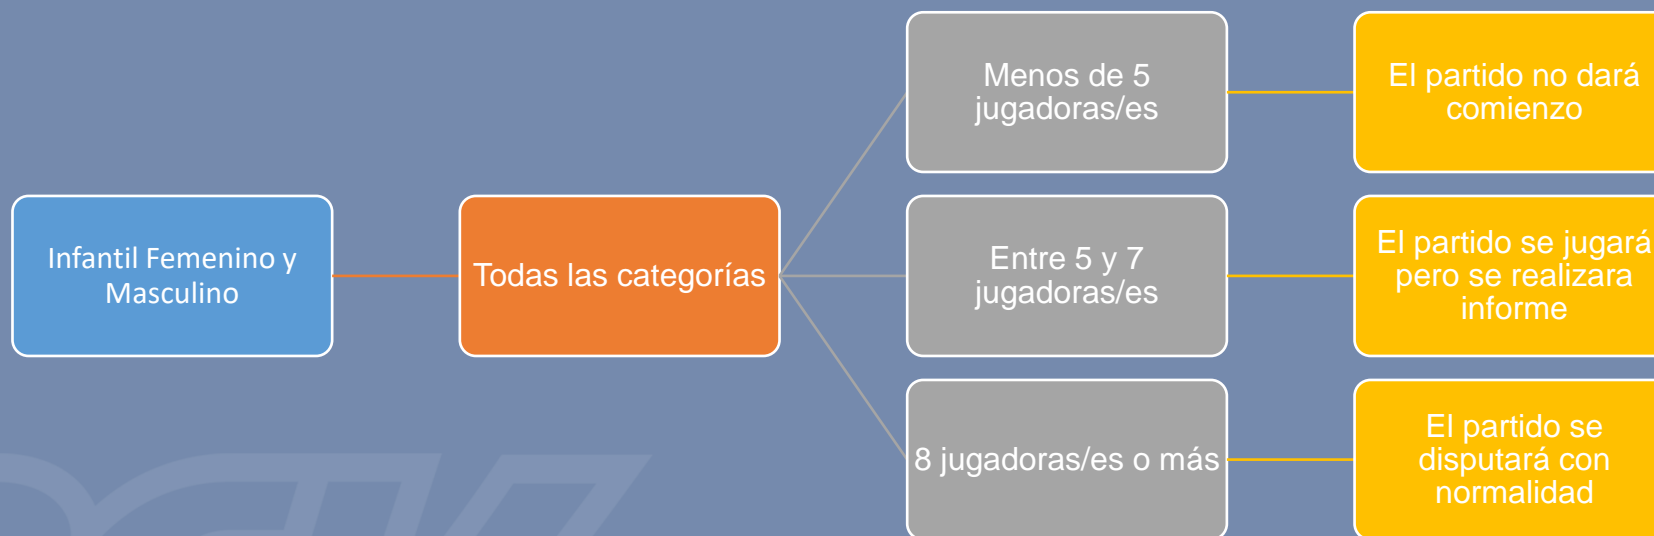 Infantil Femenino y
Masculino
Todas las categorías
Menos de 5
jugadoras/es
El partido no dará
comienzo
Entre 5 y 7
jugadoras/es
El partido se jugará
pero se realizara
informe
8 jugadoras/es o más
El partido se
disputará con
normalidad